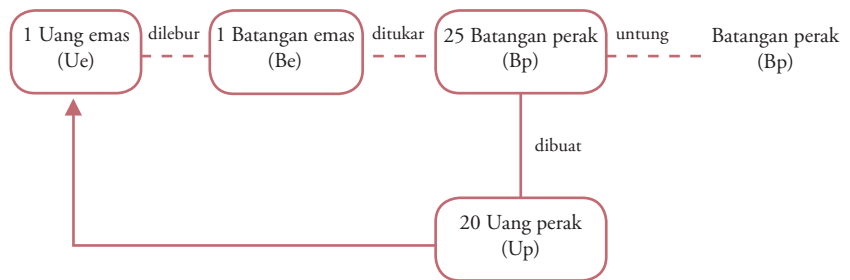 1 Uang emas
(Ue)
dilebur
1 Batangan emas
(Be)
ditukar
25 Batangan perak
(Bp)
untung
Batangan perak
(Bp)
dibuat
20 Uang perak
(Up)